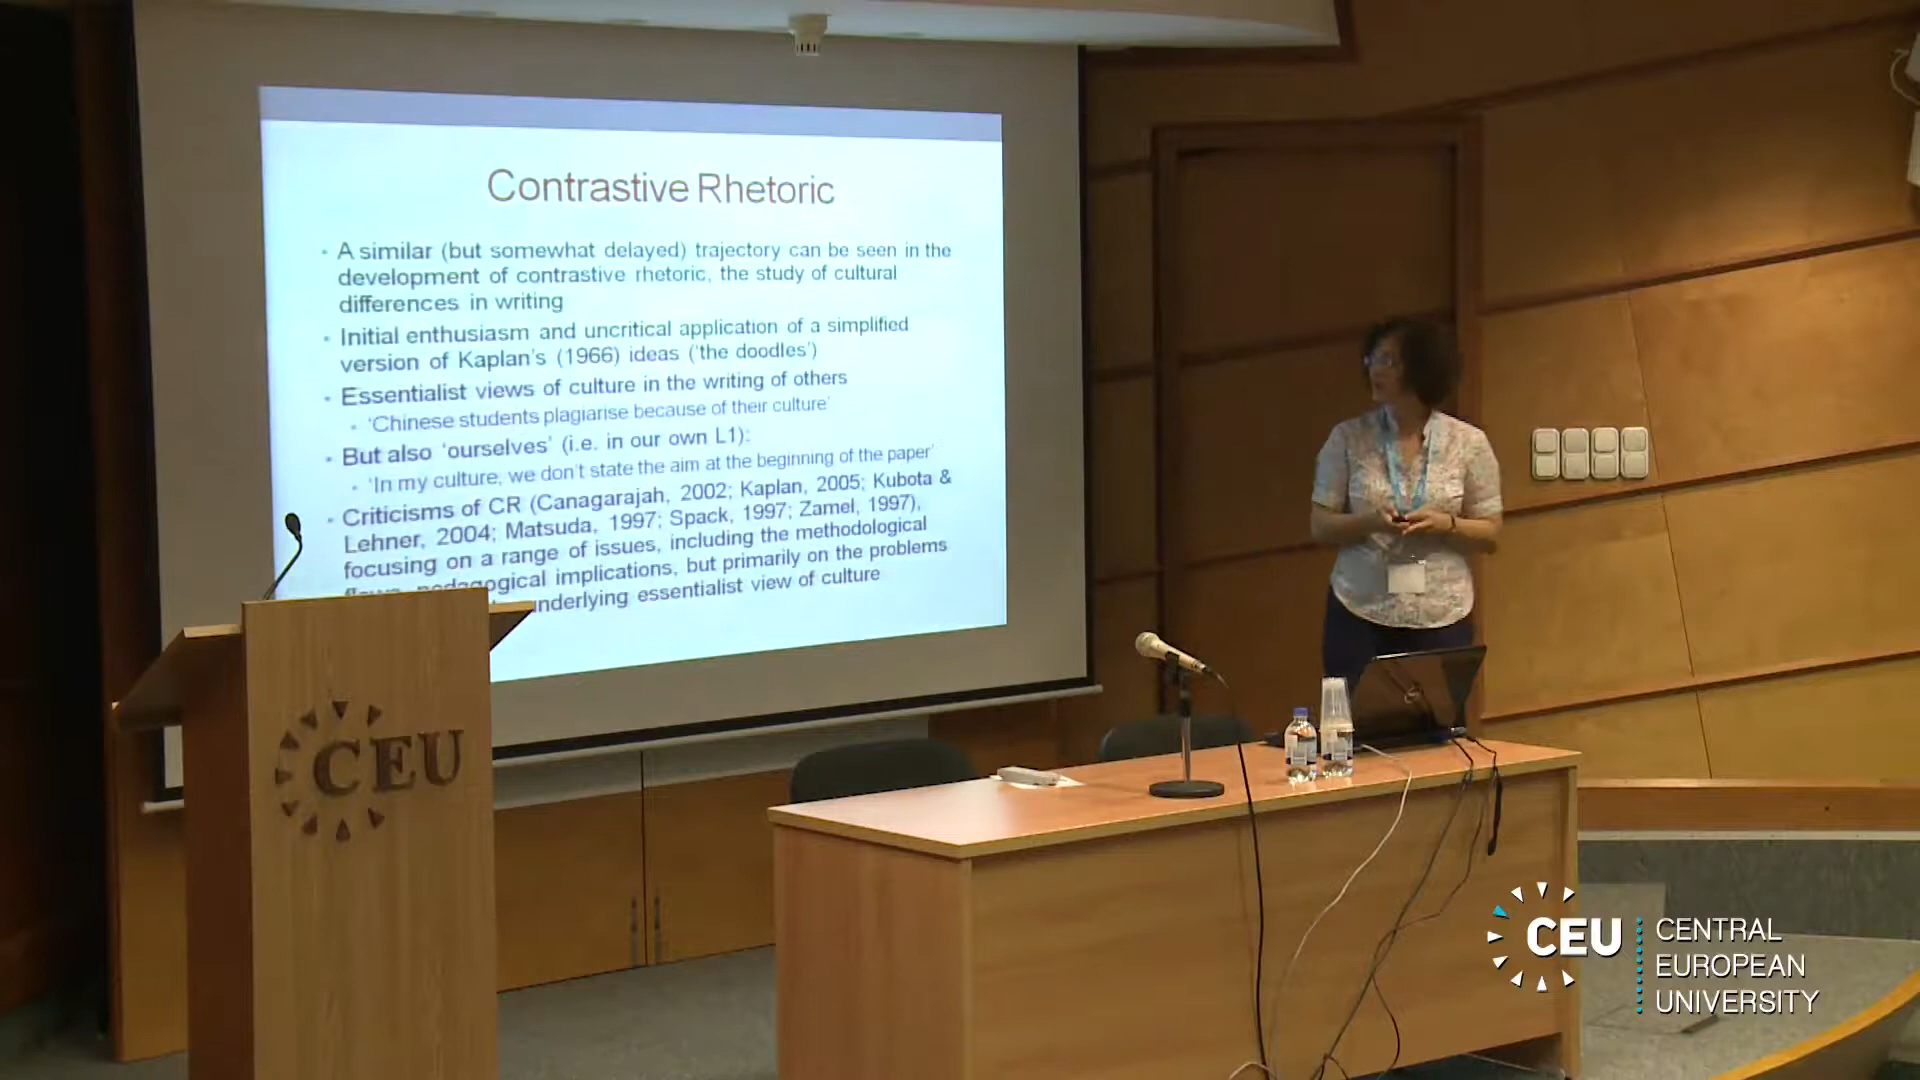 Contrastive Rhetoric
• A similar (but somewhat delayed) trajectory can be seen in the
development of contrastive rhetoric, the study of cultural
differences in writing
• Initial enthusiasm and uncritical application of a simplified
version of Kaplan's (1966) ideas ('the doodles')
• Essentialist views of culture in the writing of others
• 'Chinese students plagiarise because of their culture'
• But also 'ourselves' (i.e. in our own L1):
• 'In my culture, we don't state the aim at the beginning of the paper'
• Criticisms of CR (Canagarajah, 2002; Kaplan, 2005; Kubota &
Lehner, 2004; Matsuda, 1997; Spack, 1997; Zamel, 1997),
focusing on a range of issues, including the methodological
pedagogical implications, but primarily on the problems
underlying essentialist view of culture
CEU
CEU
CENTRAL
EUROPEAN
UNIVERSITY